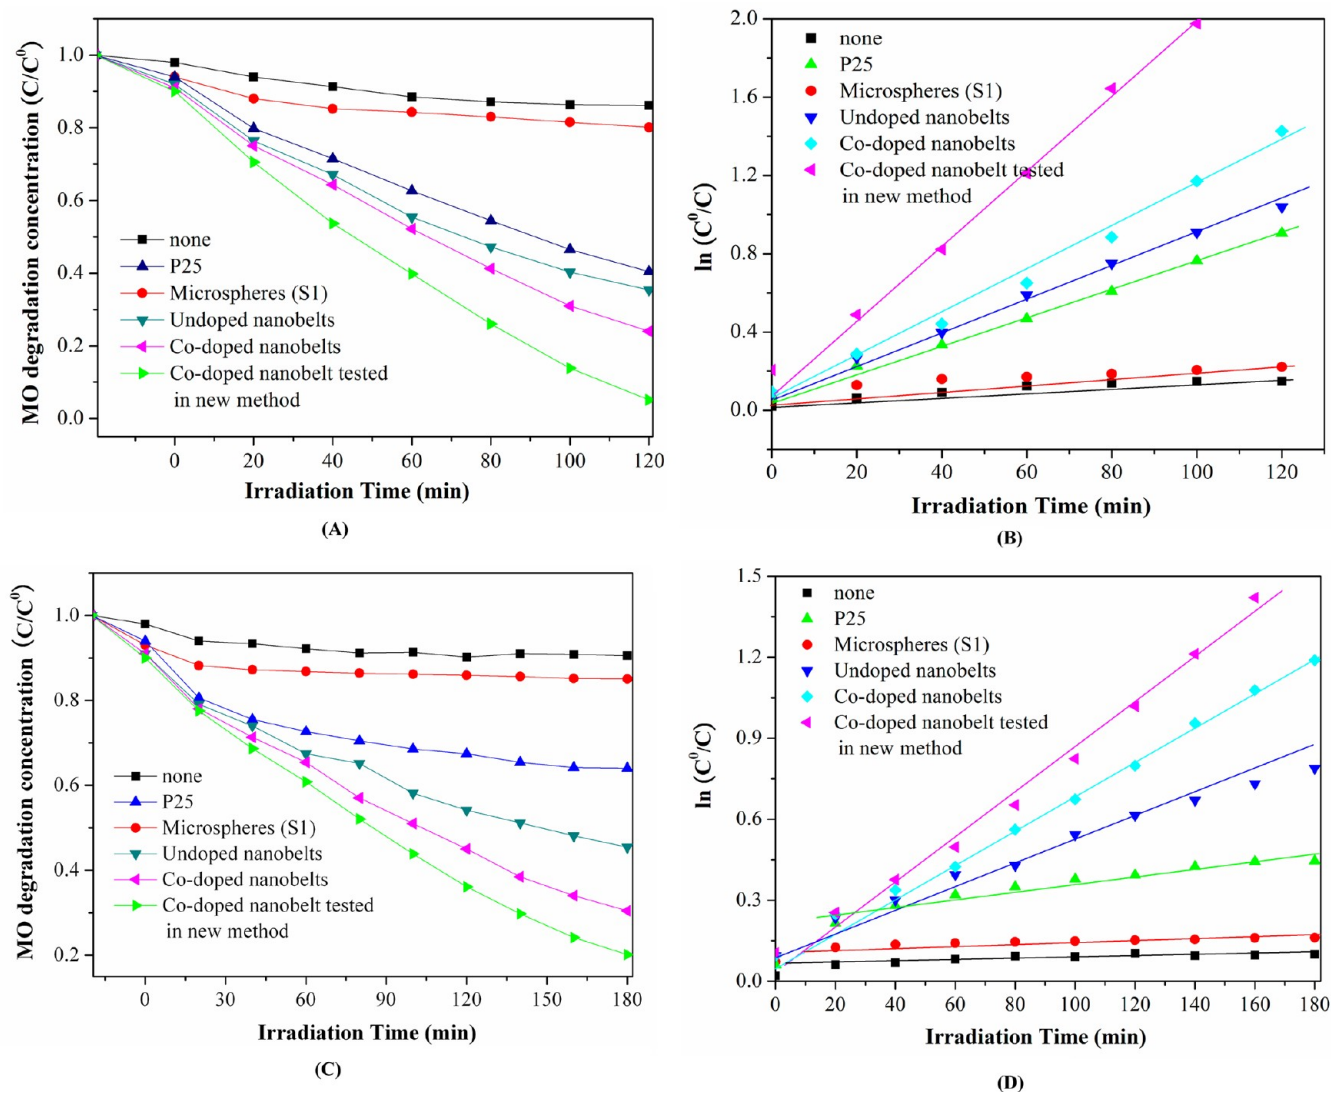 MO degradation concentration (C/C⁰)
1.0
0.8
0.6
0.4
0.2
0.0
none
P25
Microspheres (S1)
Undoped nanobelts
Co-doped nanobelts
Co-doped nanobelt tested
in new method
0 20 40 60 80 100 120
Irradiation Time (min)
(A)
ln (C⁰/C)
2.0
1.6
1.2
0.8
0.4
0.0
none
P25
Microspheres (S1)
Undoped nanobelts
Co-doped nanobelts
Co-doped nanobelt tested
in new method
0 20 40 60 80 100 120
Irradiation Time (min)
(B)
MO degradation concentration (C/C⁰)
1.0
0.8
0.6
0.4
0.2
none
P25
Microspheres (S1)
Undoped nanobelts
Co-doped nanobelts
Co-doped nanobelt tested
in new method
0 30 60 90 120 150 180
Irradiation Time (min)
(C)
ln (C⁰/C)
1.5
1.2
0.9
0.6
0.3
0.0
none
P25
Microspheres (S1)
Undoped nanobelts
Co-doped nanobelts
Co-doped nanobelt tested
in new method
0 20 40 60 80 100 120 140 160 180
Irradiation Time (min)
(D)